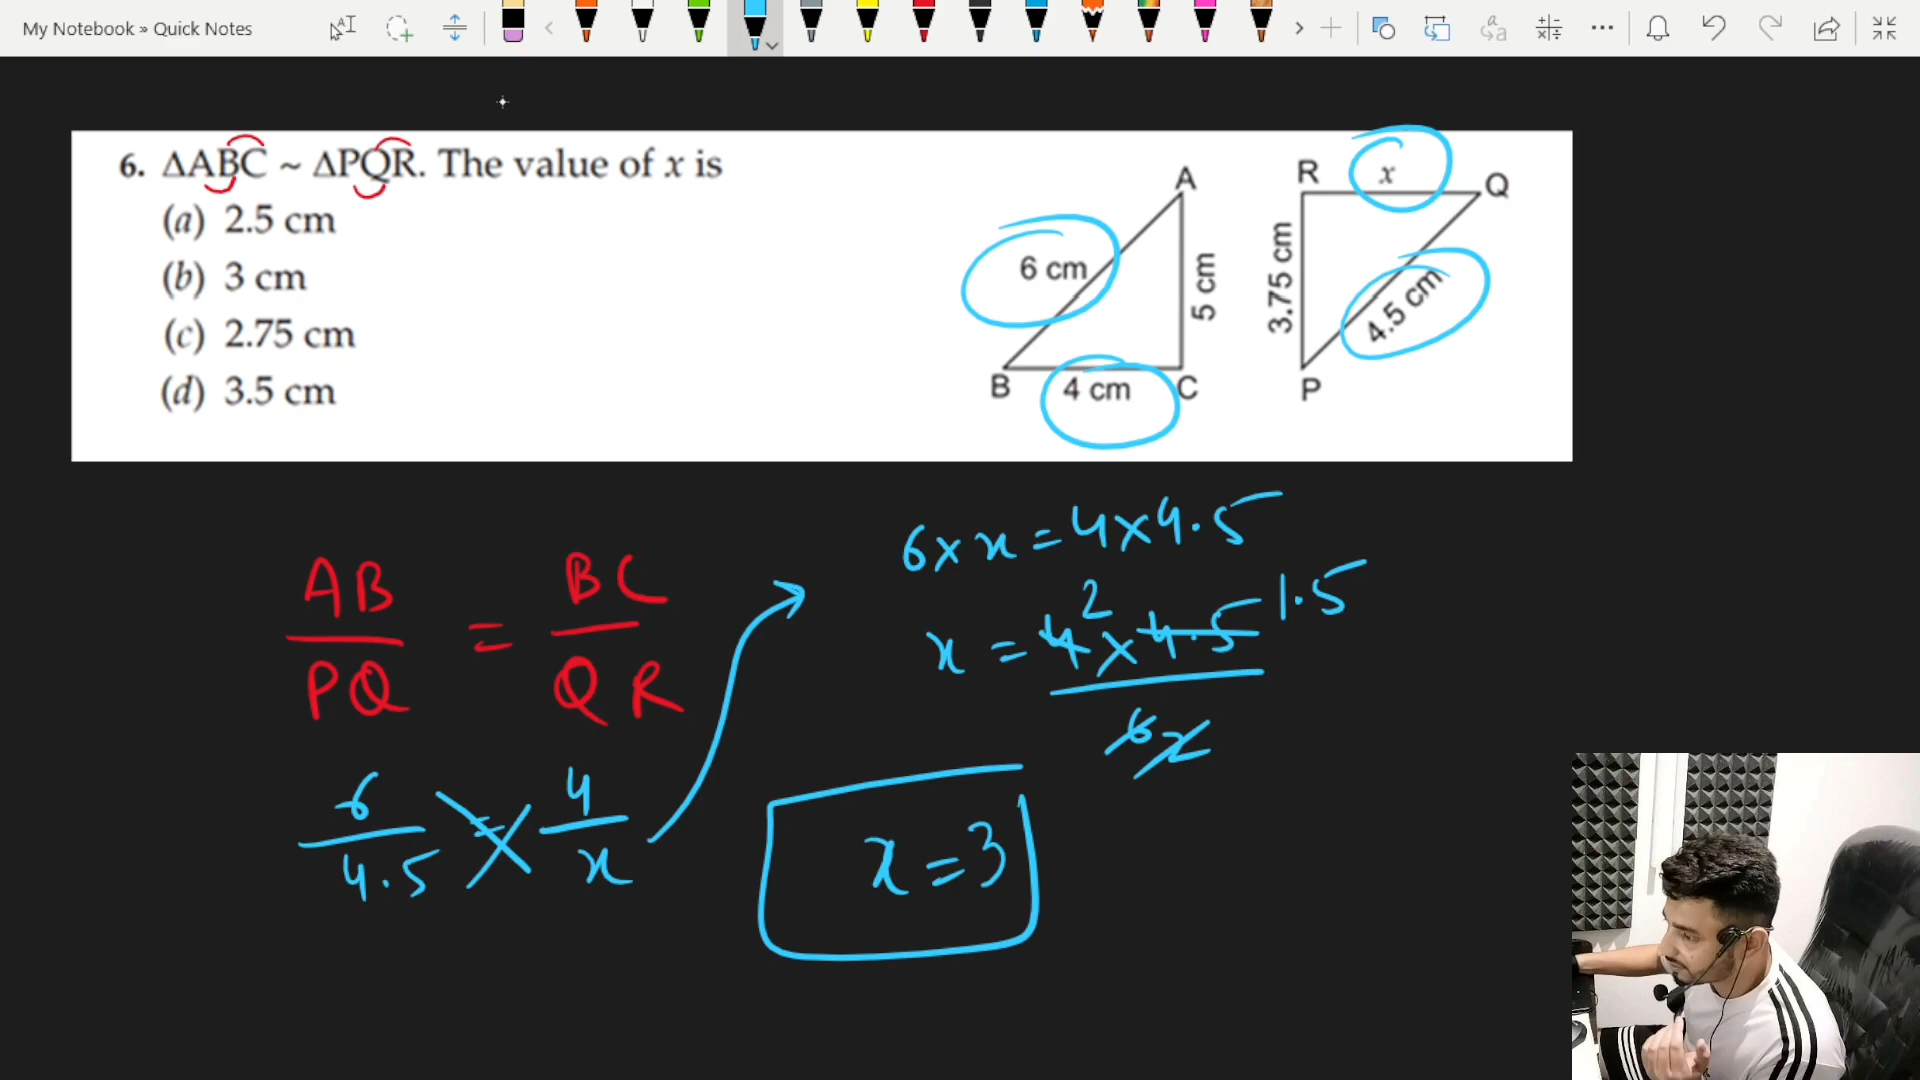 My Notebook » Quick Notes
6. ΔABC ~ ΔPQR. The value of x is
(a) 2.5 cm
(b) 3 cm
(c) 2.75 cm
(d) 3.5 cm
A
6 cm
5 cm
B
4 cm
C
R
x
Q
3.75 cm
4.5 cm
P
AB/PQ = BC/QR
6/4.5 = 4/x
6 × x = 4 × 4.5
2 1.5
x = 4 × 4.5
6 2
x = 3